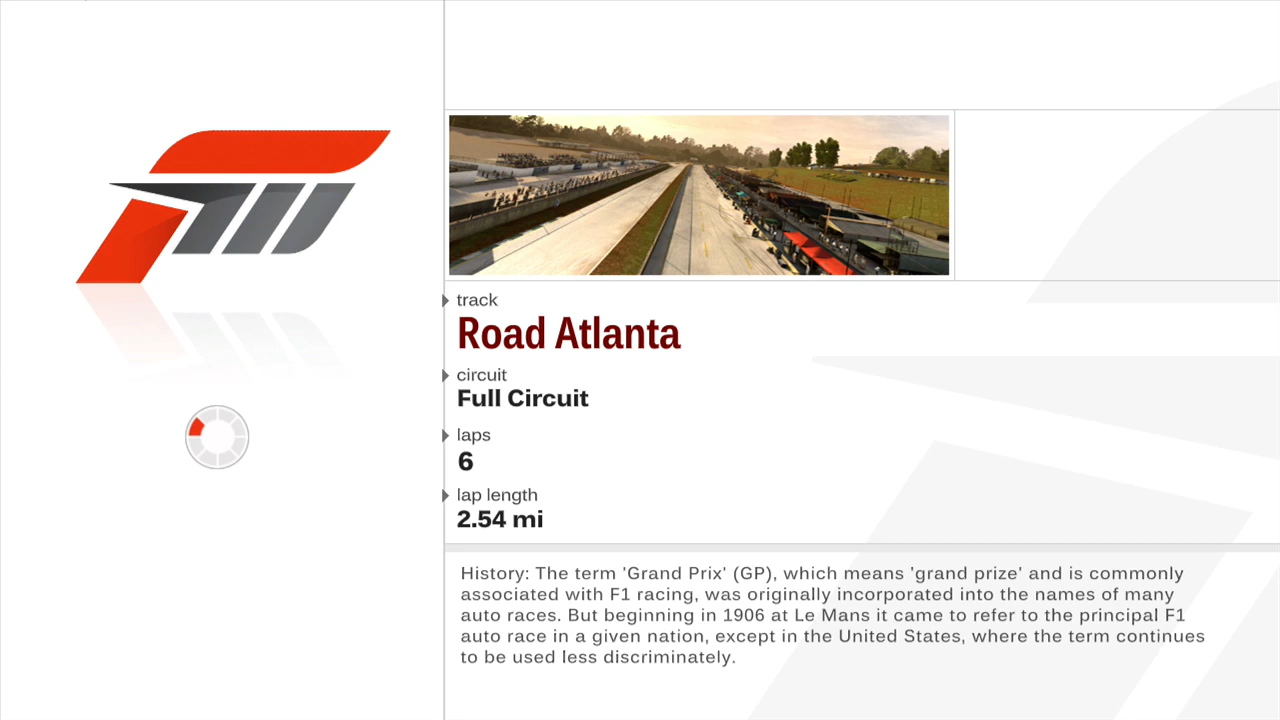 track
Road Atlanta
circuit
Full Circuit
laps
6
lap length
2.54 mi
History: The term 'Grand Prix' (GP), which means 'grand prize' and is commonly
associated with F1 racing, was originally incorporated into the names of many
auto races. But beginning in 1906 at Le Mans it came to refer to the principal F1
auto race in a given nation, except in the United States, where the term continues
to be used less discriminately.